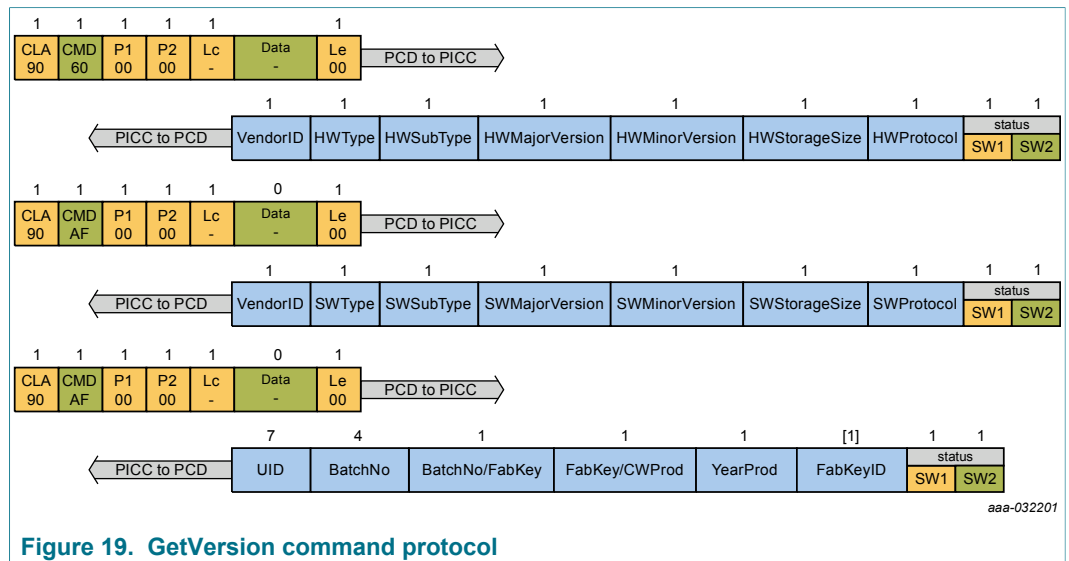 1 1 1 1 1 1
CLA CMD P1 P2 Lc Data Le
90 60 00 00 - - 00
PCD to PICC
1 1 1 1 1 1 1 1 1
PICC to PCD VendorID HWType HWSubType HWMajorVersion HWMinorVersion HWStorageSize HWProtocol status
SW1 SW2
1 1 1 1 1 0 1
CLA CMD P1 P2 Lc Data Le
90 AF 00 00 - - 00
PCD to PICC
1 1 1 1 1 1 1 1 1
PICC to PCD VendorID SWType SWSubType SWMajorVersion SWMinorVersion SWStorageSize SWProtocol status
SW1 SW2
1 1 1 1 1 0 1
CLA CMD P1 P2 Lc Data Le
90 AF 00 00 - - 00
PCD to PICC
7 4 1 1 1 [1] 1 1
PICC to PCD UID BatchNo BatchNo/FabKey FabKey/CWProd YearProd FabKeyID status
SW1 SW2
aaa-032201
Figure 19. GetVersion command protocol